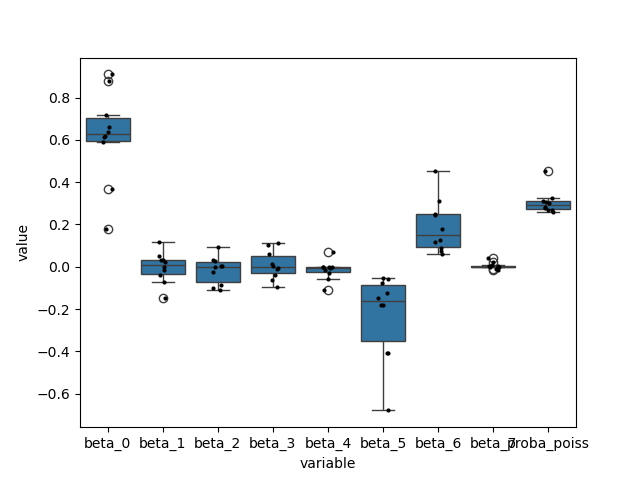 value
0.8
0.6
0.4
0.2
0.0
−0.2
−0.4
−0.6
beta_0 beta_1 beta_2 beta_3 beta_4 beta_5 beta_6 beta_7 proba_poiss
variable